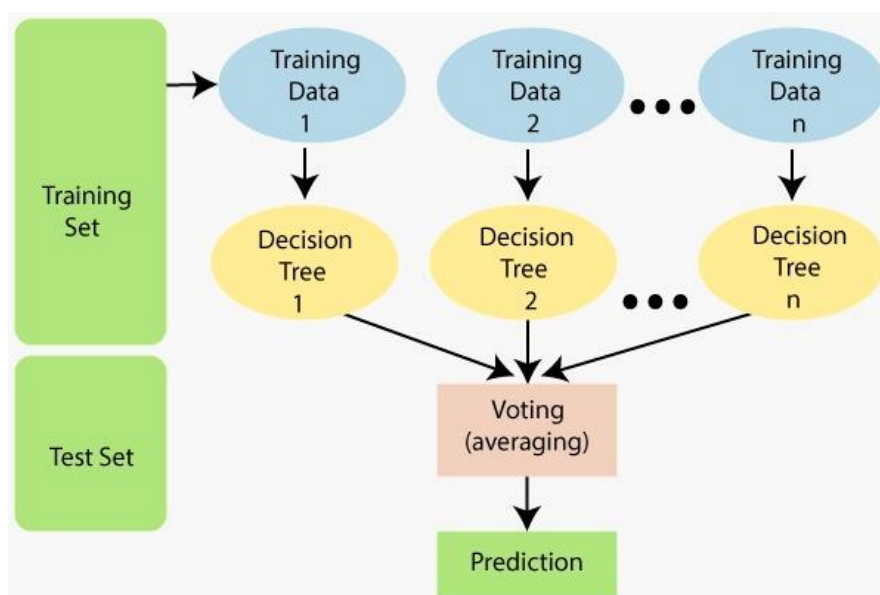 Training
Set
Training
Data
1
Training
Data
2
Training
Data
n
Decision
Tree
1
Decision
Tree
2
Decision
Tree
n
Test Set
Voting
(averaging)
Prediction